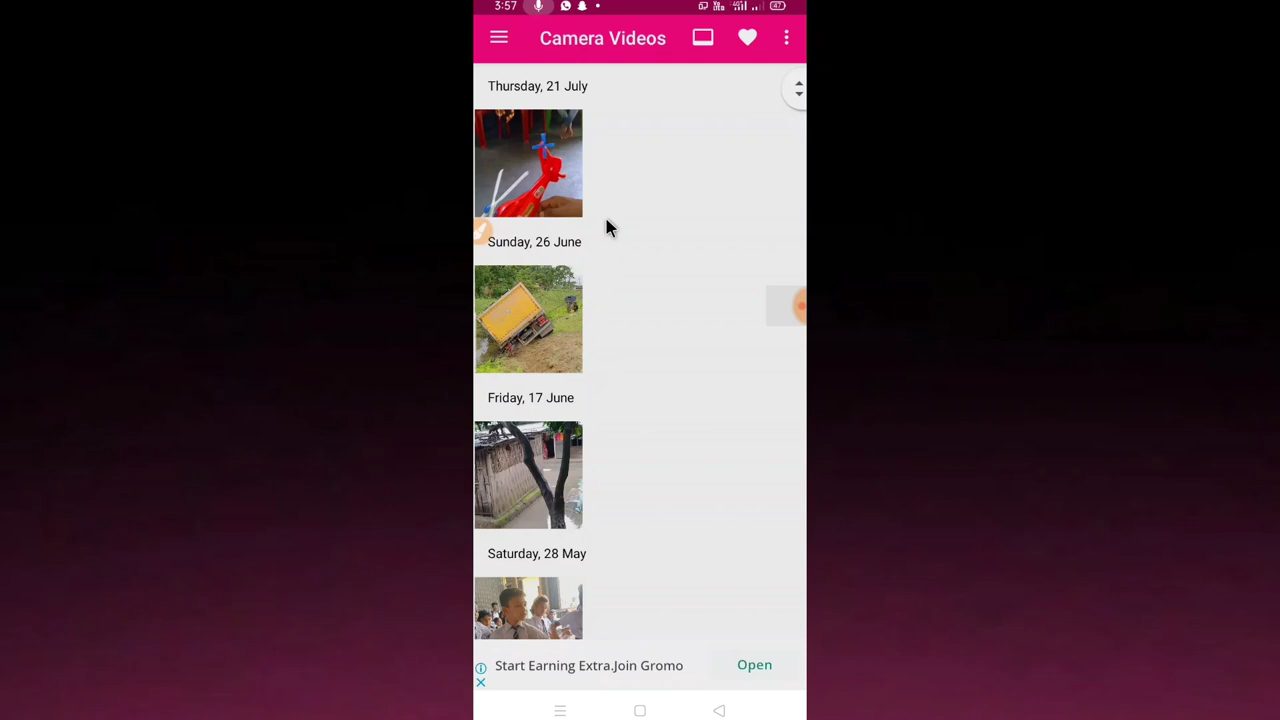 3:57
47
Camera Videos
Thursday, 21 July
Sunday, 26 June
Friday, 17 June
Saturday, 28 May
Start Earning Extra.Join Gromo
Open